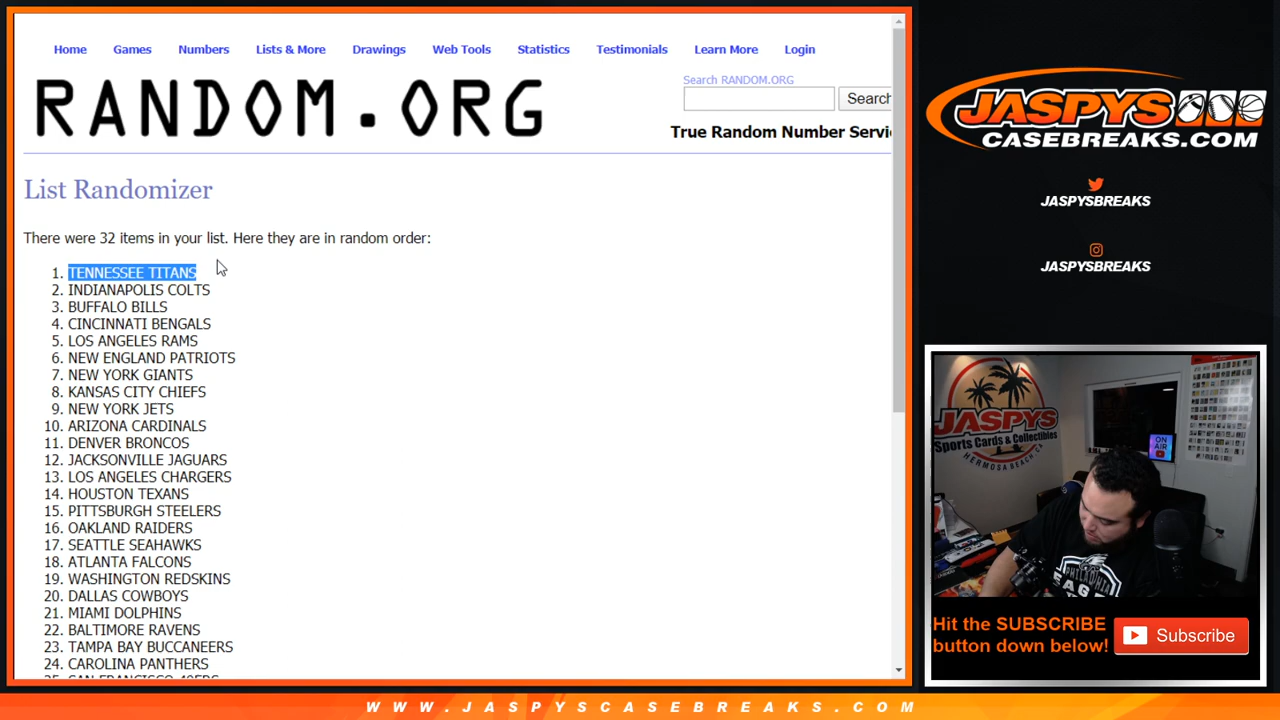 Home Games Numbers Lists & More Drawings Web Tools Statistics Testimonials Learn More Login
RANDOM.ORG
Search RANDOM.ORG
Search
True Random Number Servi
List Randomizer
There were 32 items in your list. Here they are in random order:
1. TENNESSEE TITANS
2. INDIANAPOLIS COLTS
3. BUFFALO BILLS
4. CINCINNATI BENGALS
5. LOS ANGELES RAMS
6. NEW ENGLAND PATRIOTS
7. NEW YORK GIANTS
8. KANSAS CITY CHIEFS
9. NEW YORK JETS
10. ARIZONA CARDINALS
11. DENVER BRONCOS
12. JACKSONVILLE JAGUARS
13. LOS ANGELES CHARGERS
14. HOUSTON TEXANS
15. PITTSBURGH STEELERS
16. OAKLAND RAIDERS
17. SEATTLE SEAHAWKS
18. ATLANTA FALCONS
19. WASHINGTON REDSKINS
20. DALLAS COWBOYS
21. MIAMI DOLPHINS
22. BALTIMORE RAVENS
23. TAMPA BAY BUCCANEERS
24. CAROLINA PANTHERS
25. SAN FRANCISCO 49ERS
JASPYS
CASEBREAKS.COM
JASPYSBREAKS
JASPYSBREAKS
JASPYS
Sports Cards & Collectibles
HERMOSA BEACH, CA
ON
AIR
PHILADELPHIA
EAGLES
Hit the SUBSCRIBE
button down below!
Subscribe
WWW.JASPYSCASEBREAKS.COM